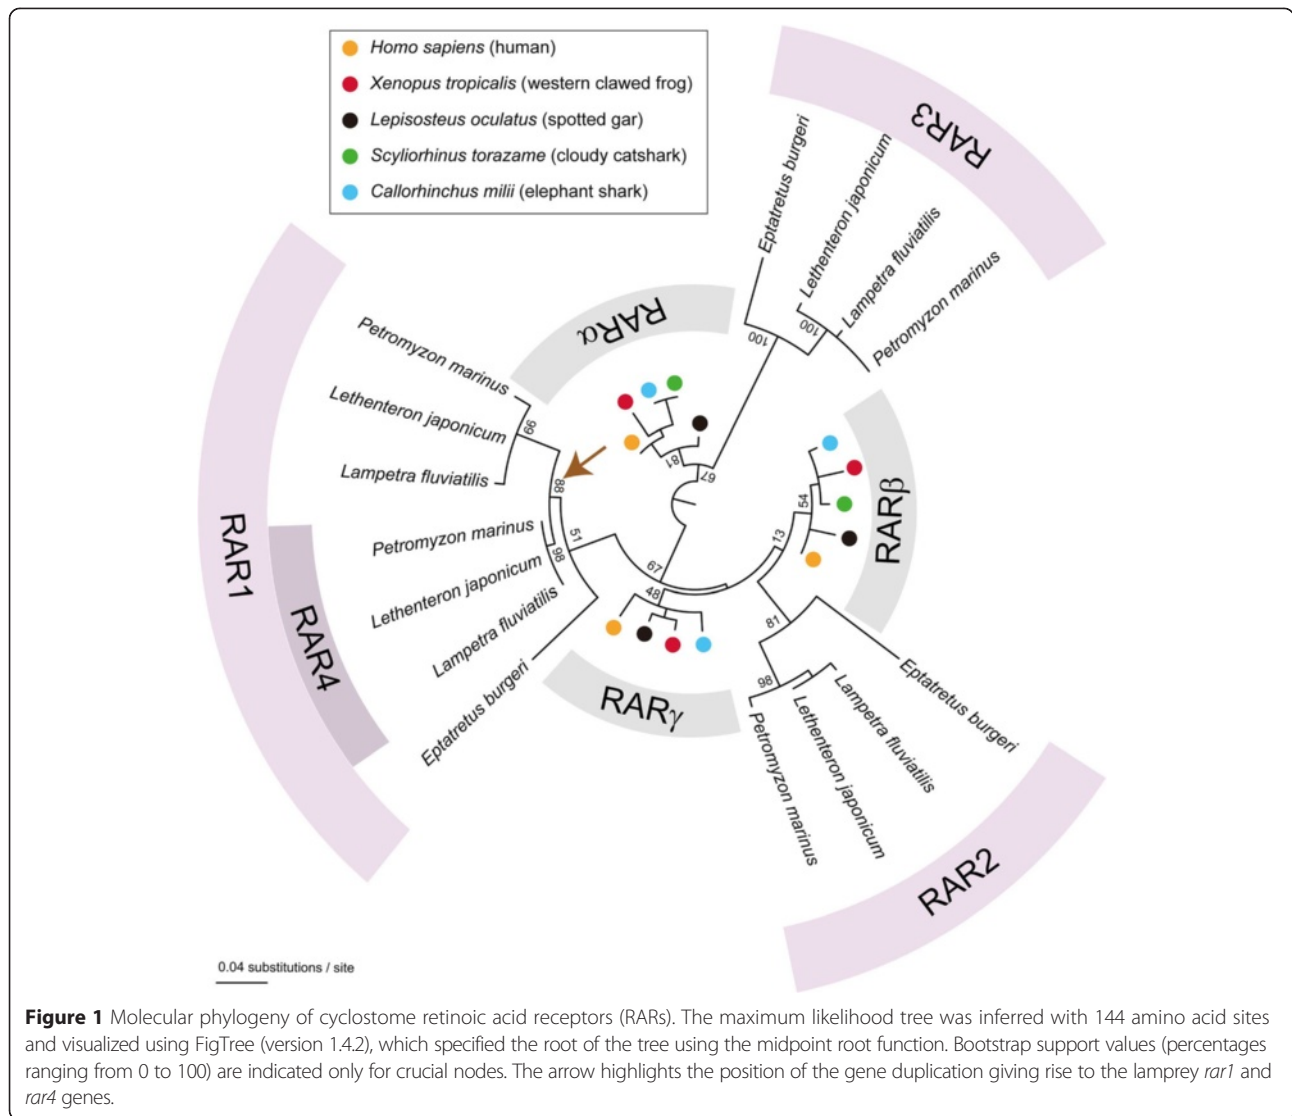 Homo sapiens (human)
Xenopus tropicalis (western clawed frog)
Lepisosteus oculatus (spotted gar)
Scyliorhinus torazame (cloudy catshark)
Callorhinchus milii (elephant shark)
RAR3
Eptatretus burgeri
Lethenteron japonicum
Lampetra fluviatilis
Petromyzon marinus
100
100
RARα
81
67
RAR1
Petromyzon marinus
Lethenteron japonicum
Lampetra fluviatilis
99
88
RAR4
Petromyzon marinus
Lethenteron japonicum
Lampetra fluviatilis
Eptatretus burgeri
98
51
67
48
RARγ
RARβ
54
13
81
98
Eptatretus burgeri
Lampetra fluviatilis
Lethenteron japonicum
Petromyzon marinus
RAR2
0.04 substitutions / site
Figure 1 Molecular phylogeny of cyclostome retinoic acid receptors (RARs). The maximum likelihood tree was inferred with 144 amino acid sites
and visualized using FigTree (version 1.4.2), which specified the root of the tree using the midpoint root function. Bootstrap support values (percentages
ranging from 0 to 100) are indicated only for crucial nodes. The arrow highlights the position of the gene duplication giving rise to the lamprey rar1 and
rar4 genes.